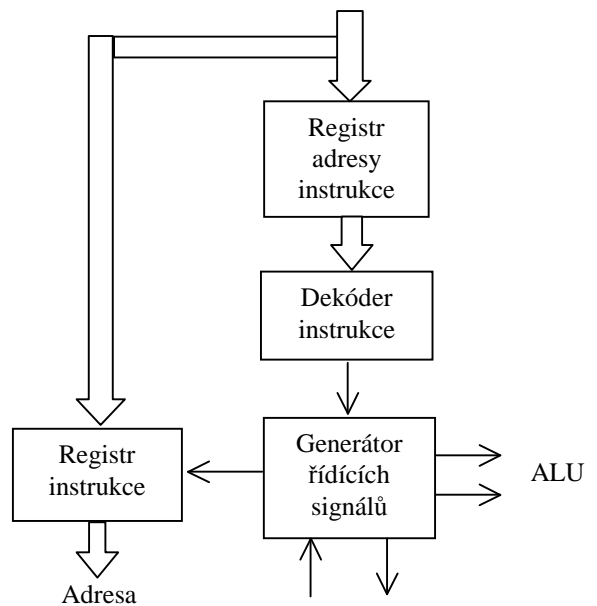 Registr
adresy
instrukce
Dekóder
instrukce
Registr
instrukce
Generátor
řídících
signálů
ALU
Adresa